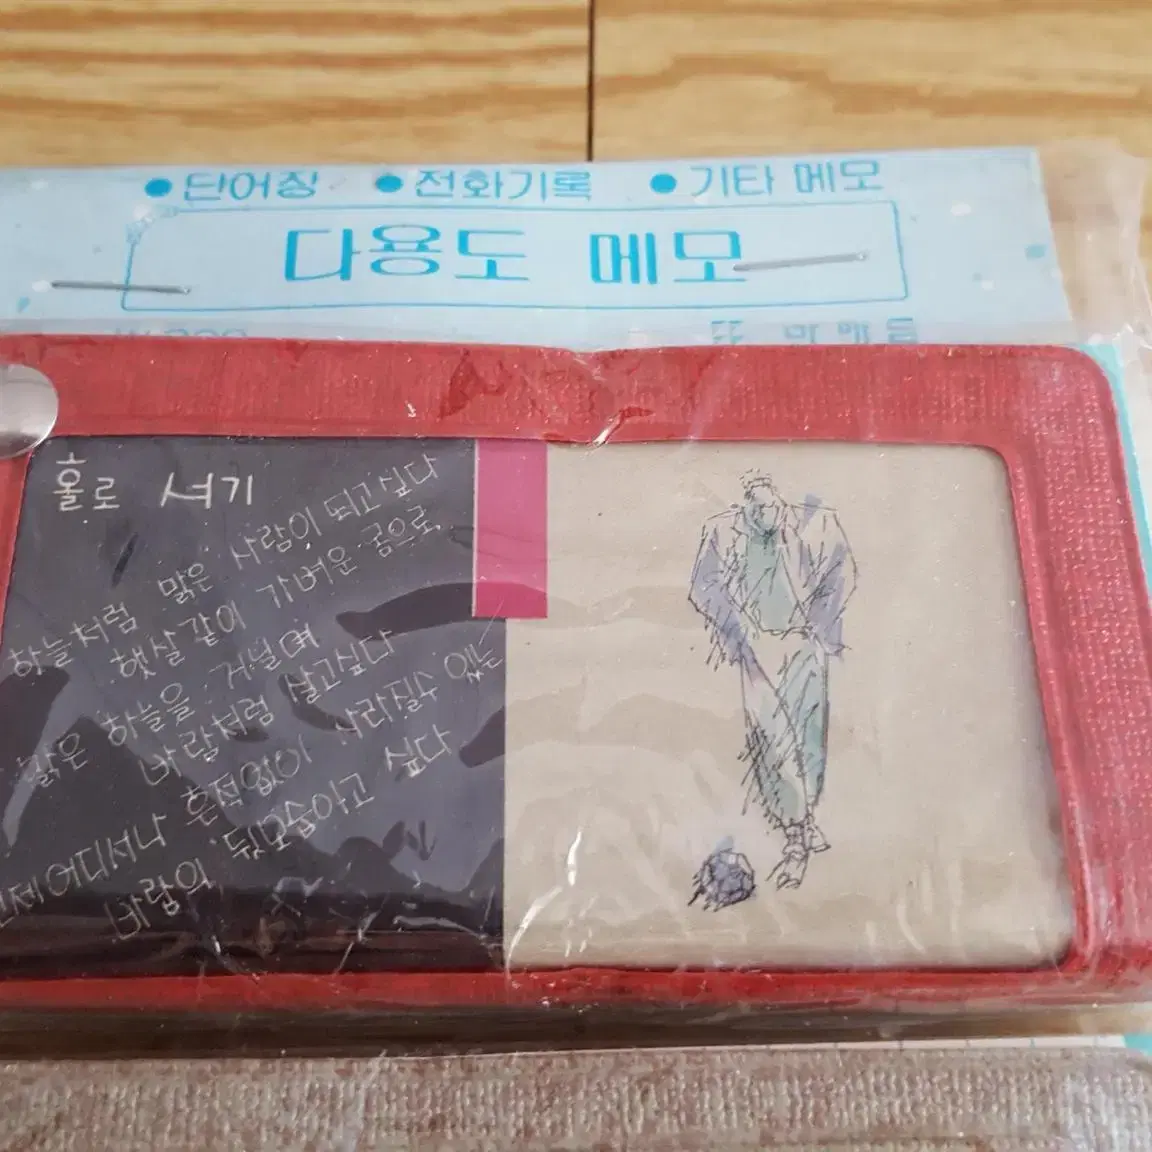 ●단어장 ●전화기록 ●기타 메모
다용도 메모
홀로 서기
하늘처럼 맑은 사람이 되고싶다
햇살같이 가벼운 몸으로
맑은 하늘을 거닐며
바람처럼 살고싶다
언제 어디서나 흔적없이 사라질수 있는
바람의 뒷모습이고 싶다